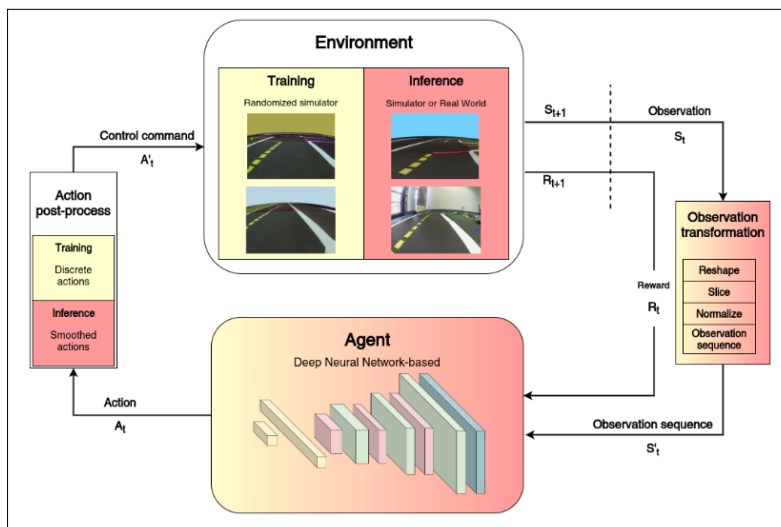 Environment
Training
Randomized simulator
Inference
Simulator or Real World
Control command
A't
St+1
Rt+1
Observation
St
Action
post-process
Training
Discrete
actions
Inference
Smoothed
actions
Observation
transformation
Reshape
Slice
Normalize
Observation
sequence
Reward
Rt
Agent
Deep Neural Network-based
Action
At
Observation sequence
S't